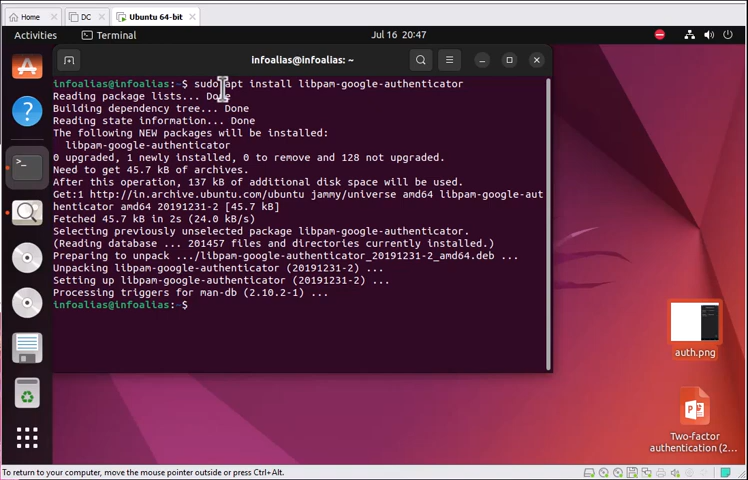 Home
DC
Ubuntu 64-bit
Activities
Terminal
Jul 16 20:47
infoalias@infoalias: ~
infoalias@infoalias:~$ sudo apt install libpam-google-authenticator
Reading package lists... Done
Building dependency tree... Done
Reading state information... Done
The following NEW packages will be installed:
libpam-google-authenticator
0 upgraded, 1 newly installed, 0 to remove and 128 not upgraded.
Need to get 45.7 kB of archives.
After this operation, 137 kB of additional disk space will be used.
Get:1 http://in.archive.ubuntu.com/ubuntu jammy/universe amd64 libpam-google-aut
henticator amd64 20191231-2 [45.7 kB]
Fetched 45.7 kB in 2s (24.0 kB/s)
Selecting previously unselected package libpam-google-authenticator.
(Reading database ... 201457 files and directories currently installed.)
Preparing to unpack .../libpam-google-authenticator_20191231-2_amd64.deb ...
Unpacking libpam-google-authenticator (20191231-2) ...
Setting up libpam-google-authenticator (20191231-2) ...
Processing triggers for man-db (2.10.2-1) ...
infoalias@infoalias:~$
auth.png
Two-factor
authentication (2...
To return to your computer, move the mouse pointer outside or press Ctrl+Alt.